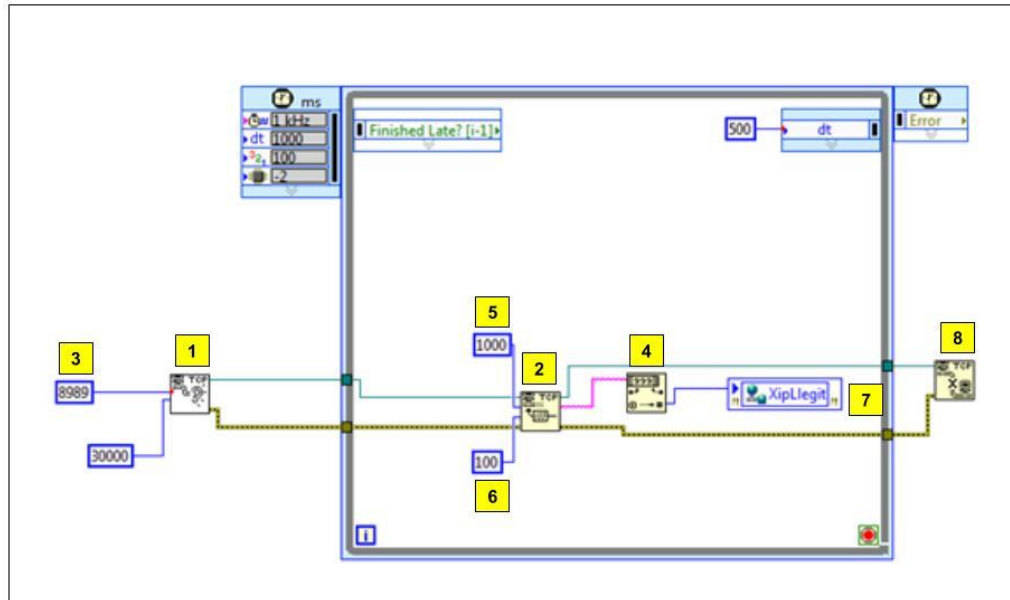 ms
1 kHz
dt 1000
100
-2
Finished Late? [i-1]
500
dt
Error
5
1000
3
1
2
4
8
8989
TCP
TCP
TCP
XipLlegit
7
30000
100
6
i